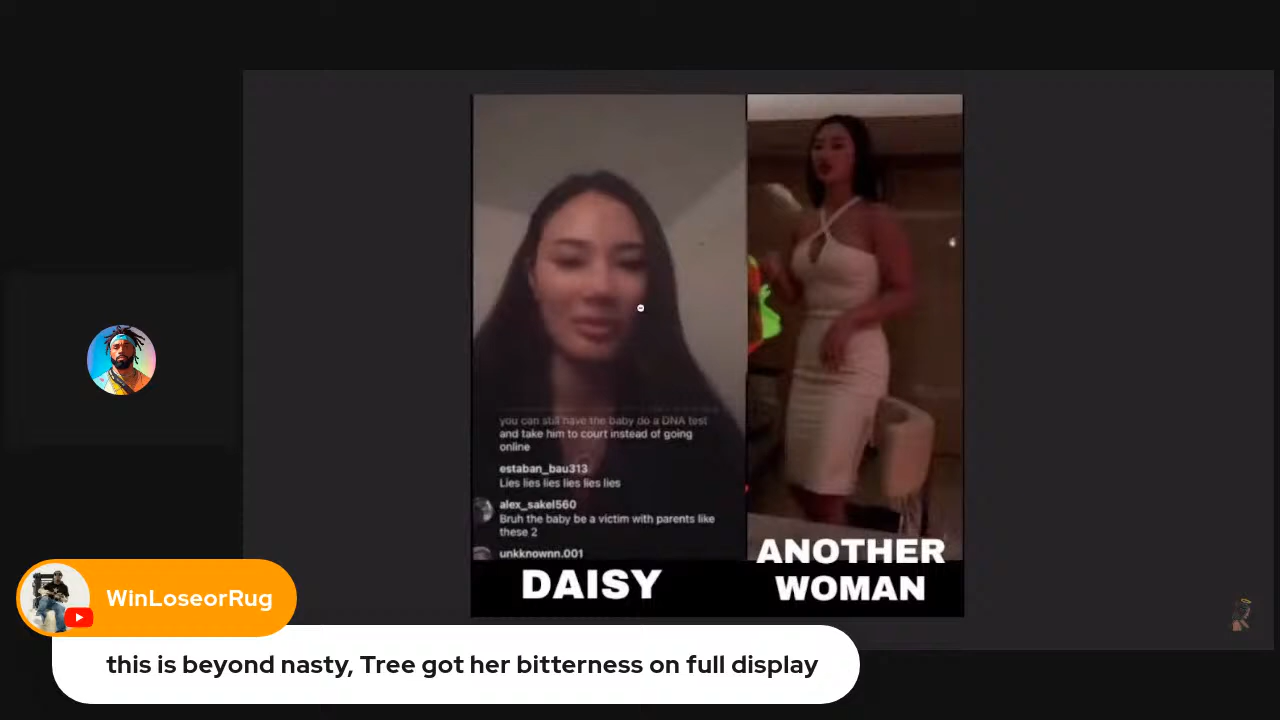 you can still have the baby do a DNA test
and take him to court instead of going
online
estaban_bau313
Lies lies lies lies lies lies
alex_sakel560
Bruh the baby be a victim with parents like
these 2
unkknownn.001
DAISY
ANOTHER
WOMAN
WinLoseorRug
this is beyond nasty, Tree got her bitterness on full display